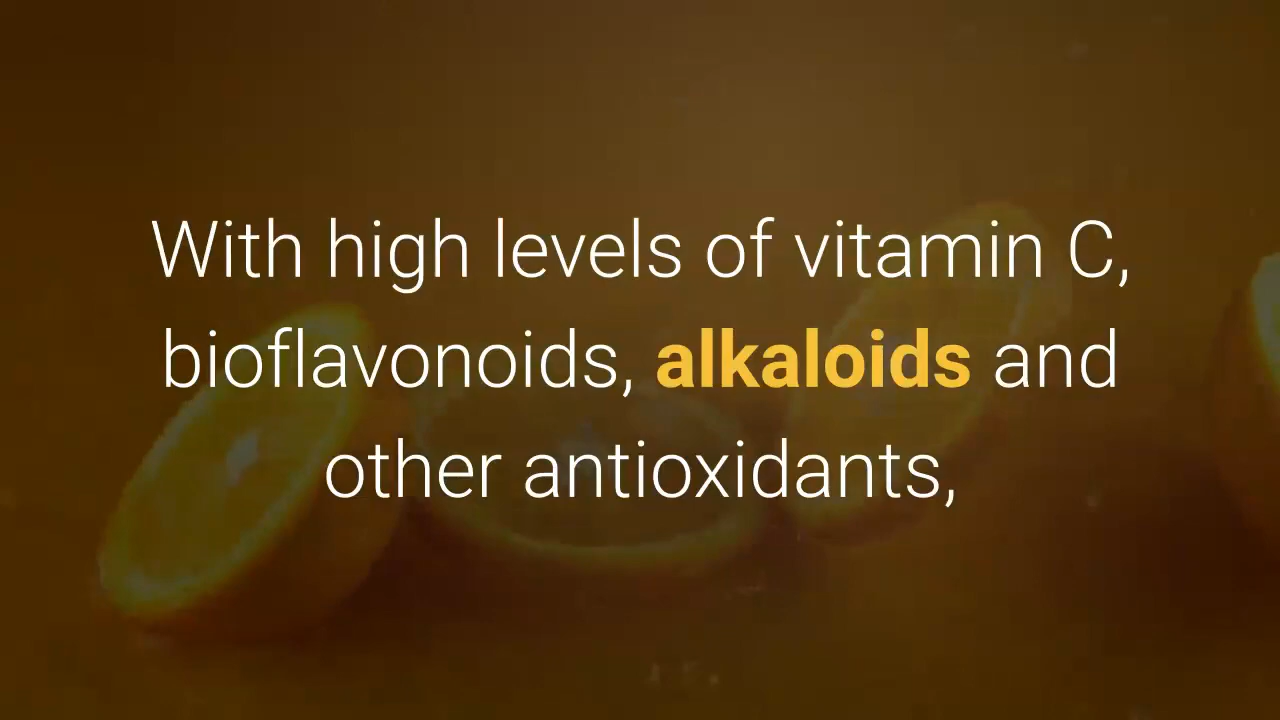 With high levels of vitamin C,
bioflavonoids, alkaloids and
other antioxidants,